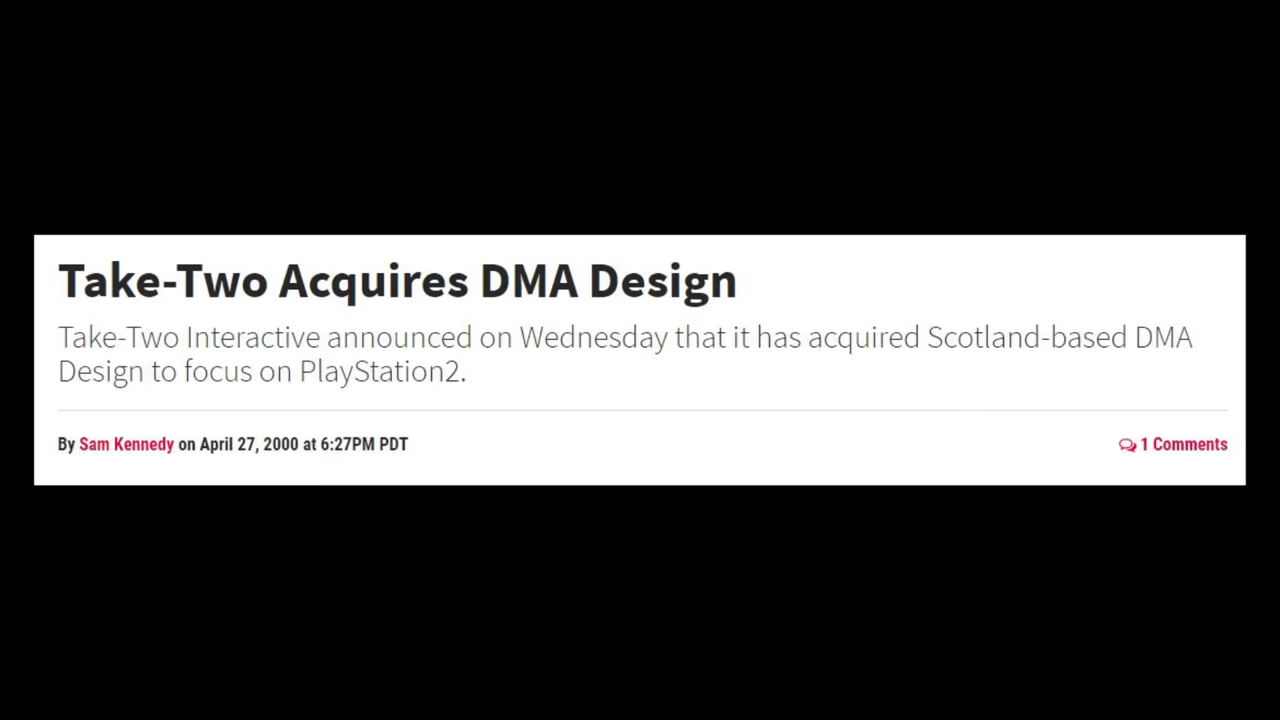 Take-Two Acquires DMA Design
Take-Two Interactive announced on Wednesday that it has acquired Scotland-based DMA
Design to focus on PlayStation2.
By Sam Kennedy on April 27, 2000 at 6:27PM PDT
1 Comments